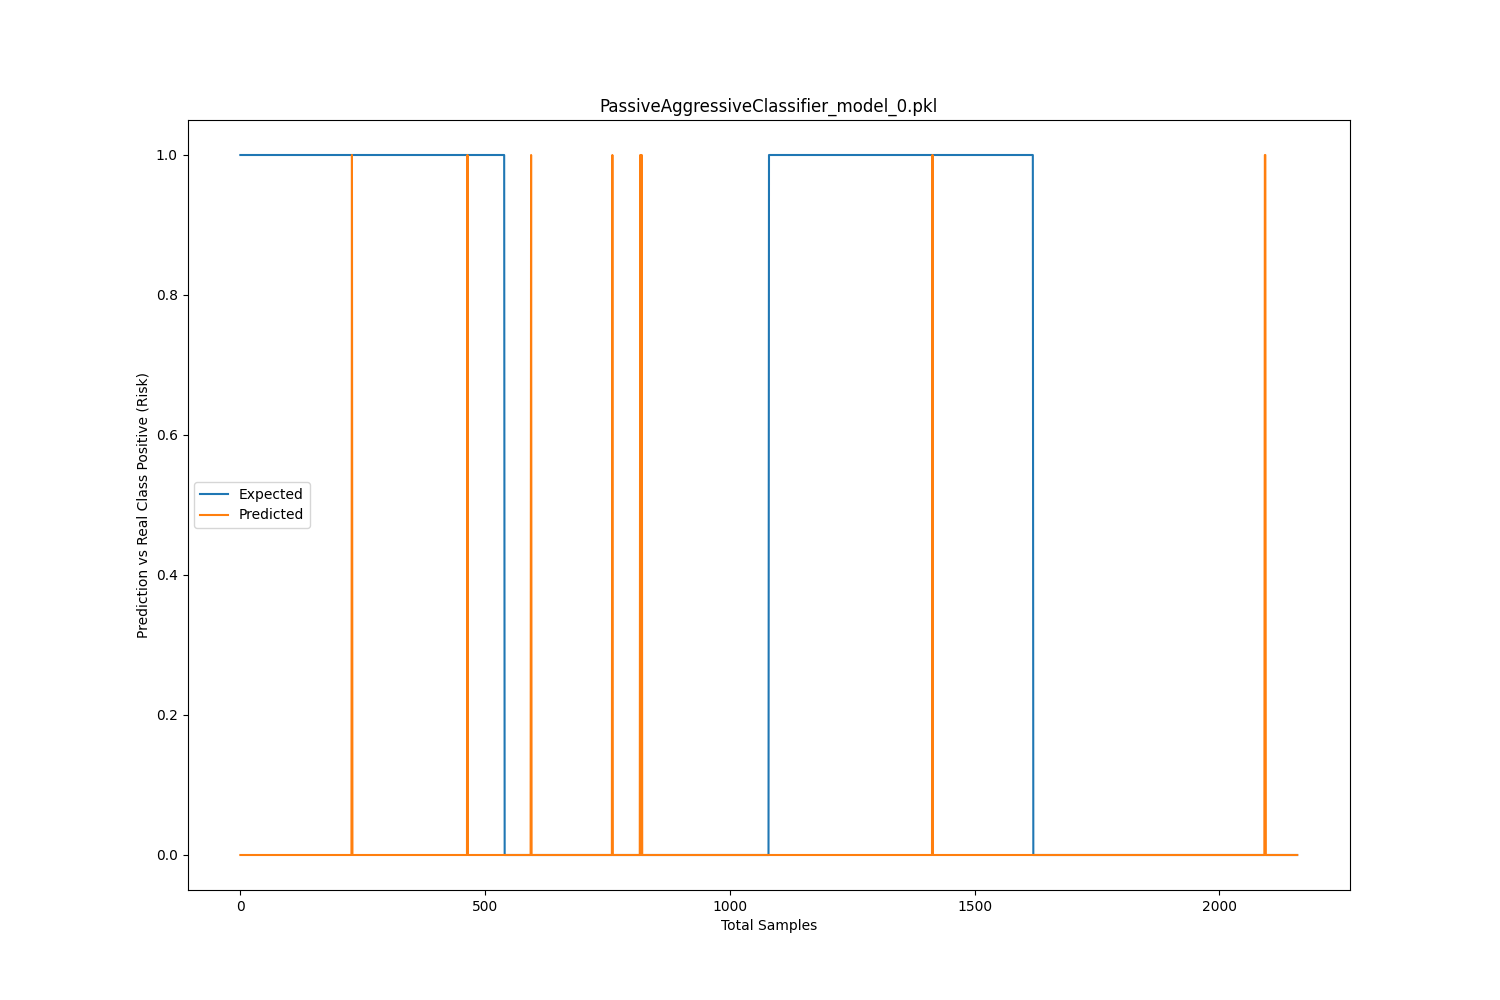 PassiveAggressiveClassifier_model_0.pkl
1.0
0.8
0.6
0.4
0.2
0.0
Prediction vs Real Class Positive (Risk)
Expected
Predicted
0
500
1000
1500
2000
Total Samples